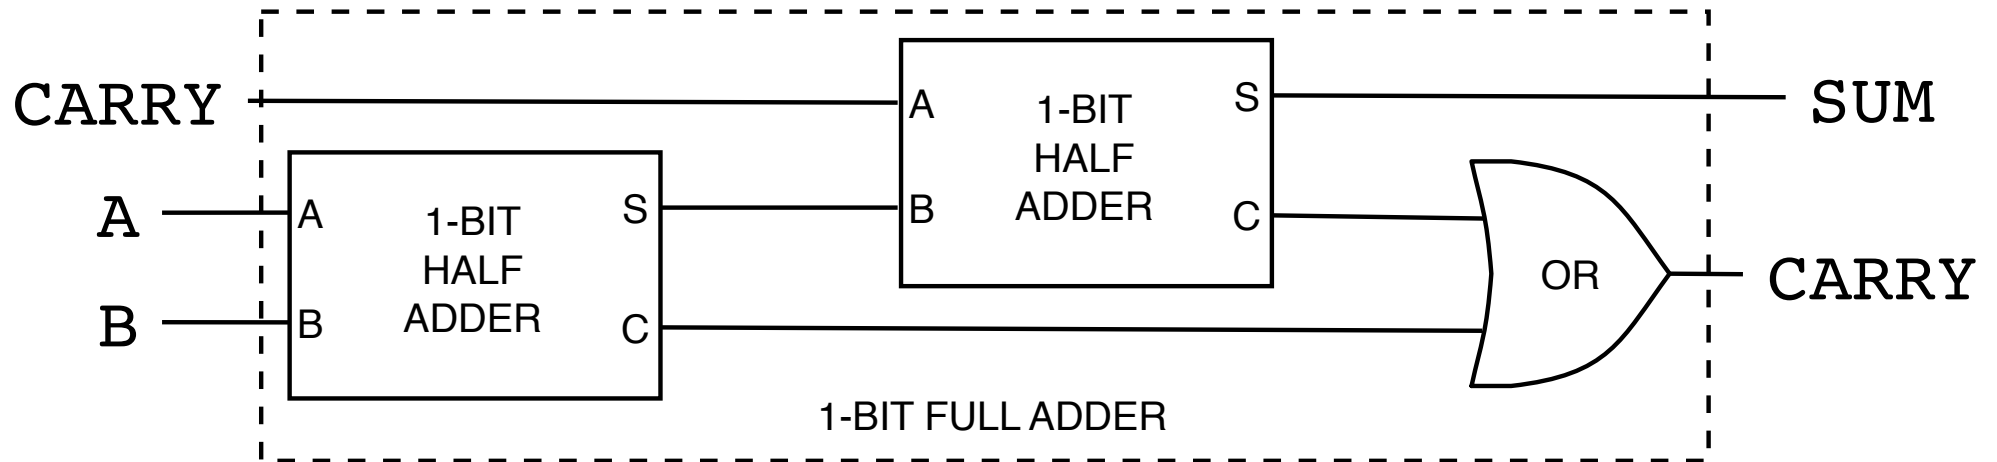 CARRY
A
B
A
B
1-BIT
HALF
ADDER
S
C
A
B
1-BIT
HALF
ADDER
S
C
OR
SUM
CARRY
1-BIT FULL ADDER